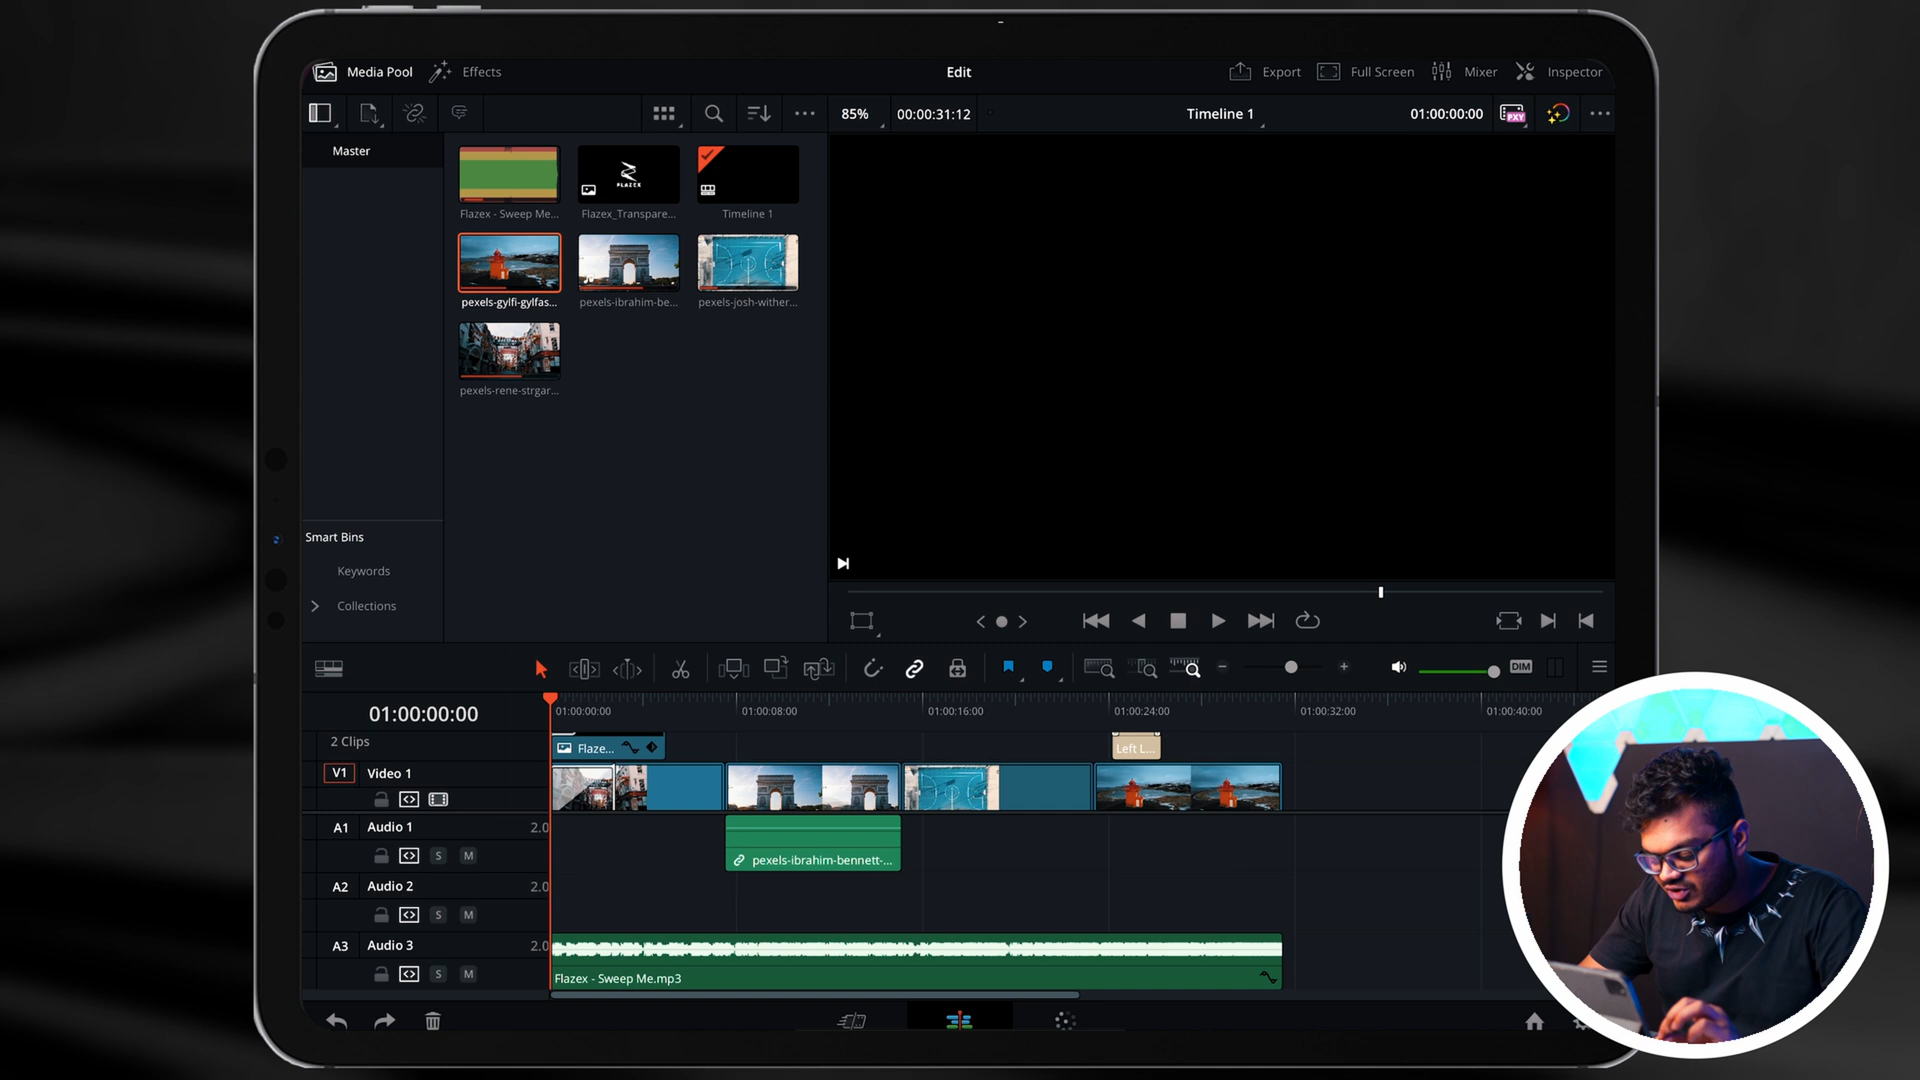 Media Pool Effects Edit Export Full Screen Mixer Inspector
85% 00:00:31:12 Timeline 1 01:00:00:00 PXY
Master
FLAZEX
Flazex - Sweep Me... Flazex_Transpare... Timeline 1
pexels-gylfi-gylfas... pexels-ibrahim-be... pexels-josh-wither...
pexels-rene-strgar...
Smart Bins
Keywords
Collections
DIM
01:00:00:00 01:00:00:00 01:00:08:00 01:00:16:00 01:00:24:00 01:00:32:00 01:00:40:00
2 Clips
Flaze... Left L...
V1 Video 1
A1 Audio 1 2.0
S M
pexels-ibrahim-bennett-...
A2 Audio 2 2.0
S M
A3 Audio 3 2.0
S M
Flazex - Sweep Me.mp3